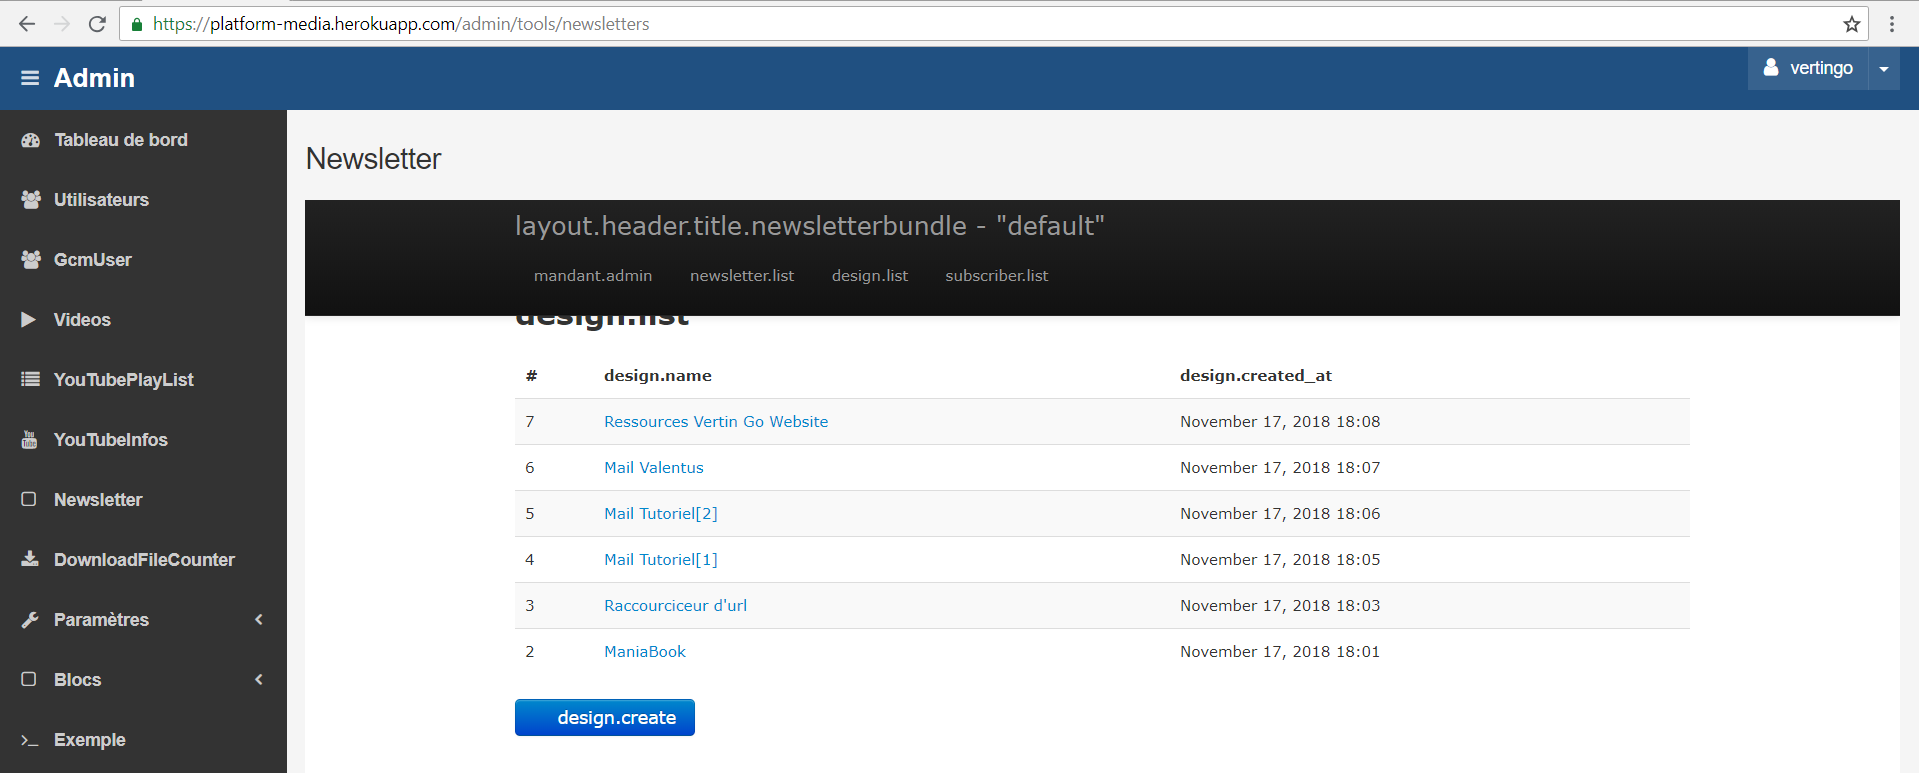 https://platform-media.herokuapp.com/admin/tools/newsletters
Admin
vertingo
Tableau de bord
Utilisateurs
GcmUser
Videos
YouTubePlayList
YouTubeInfos
Newsletter
DownloadFileCounter
Paramètres
Blocs
Exemple
Newsletter
layout.header.title.newsletterbundle - "default"
mandant.admin newsletter.list design.list subscriber.list
design.list
# design.name design.created_at
7 Ressources Vertin Go Website November 17, 2018 18:08
6 Mail Valentus November 17, 2018 18:07
5 Mail Tutoriel[2] November 17, 2018 18:06
4 Mail Tutoriel[1] November 17, 2018 18:05
3 Raccourciceur d'url November 17, 2018 18:03
2 ManiaBook November 17, 2018 18:01
design.create